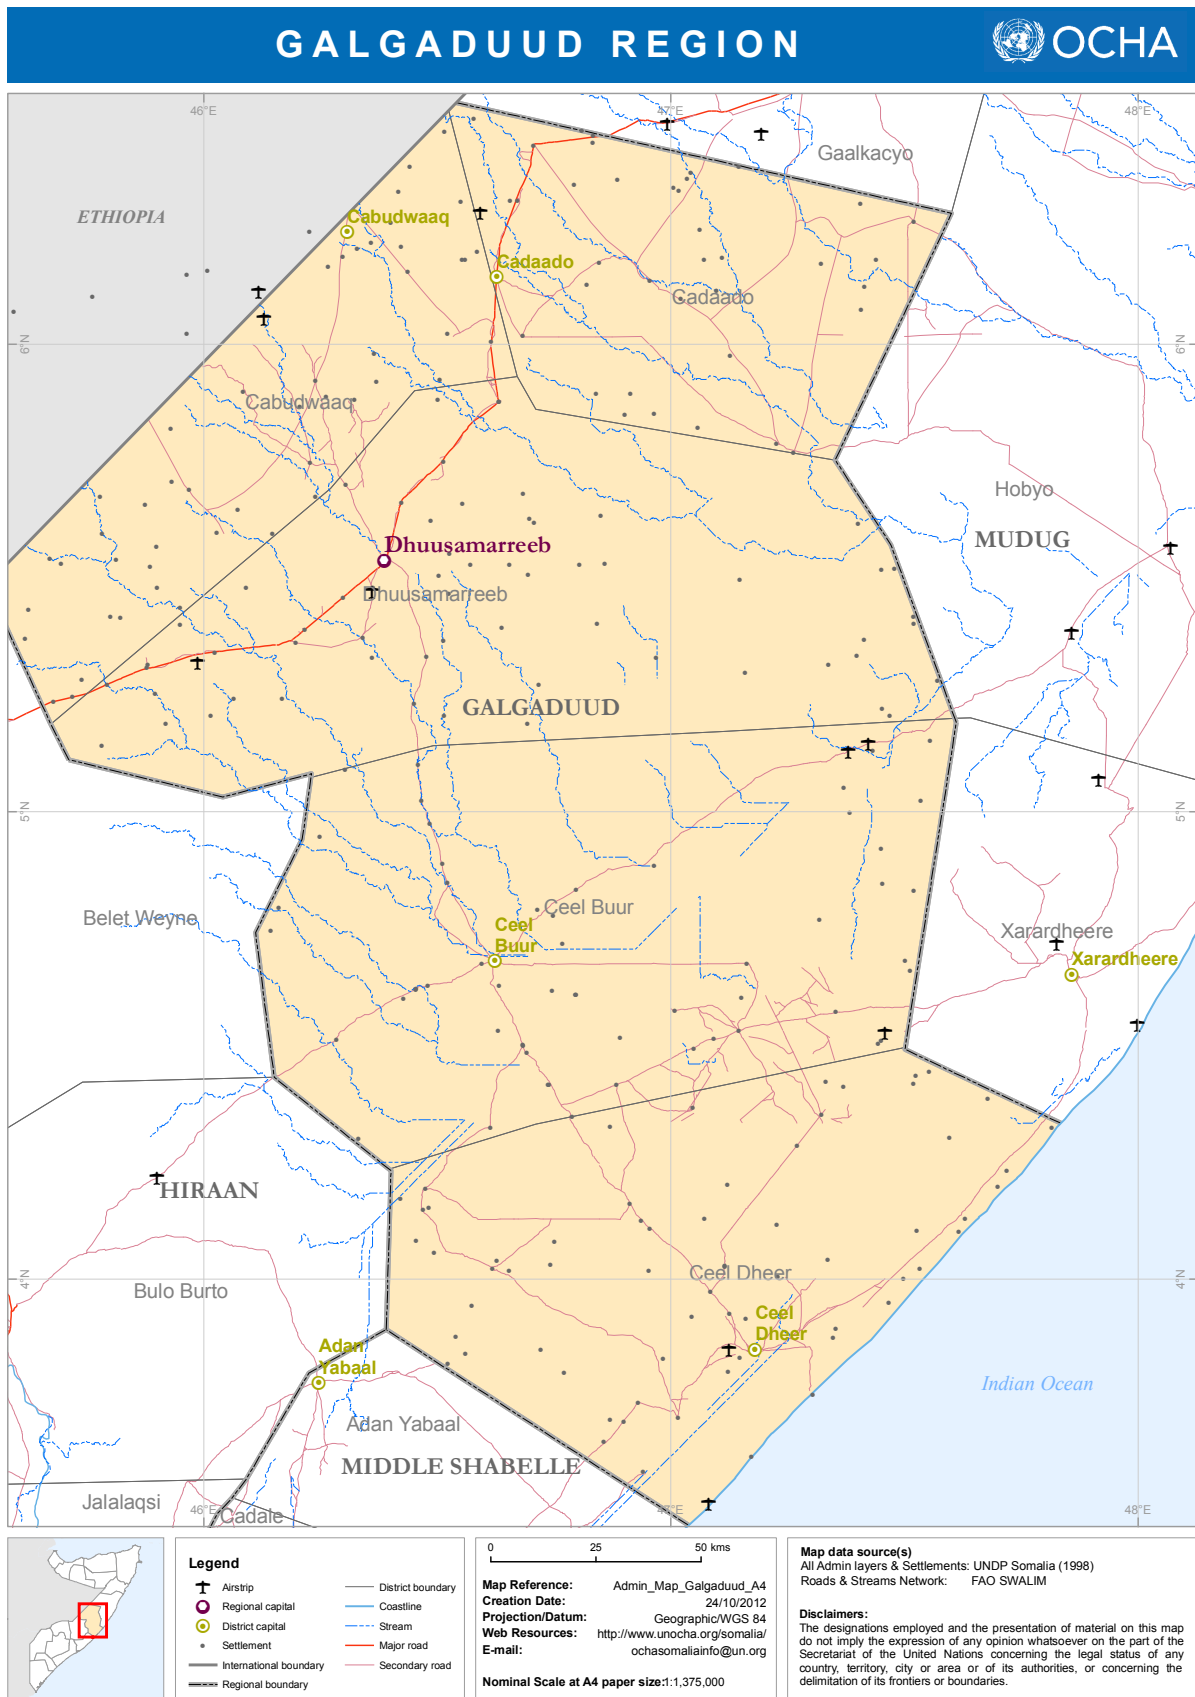 GALGADUUD REGION
OCHA
46°E
47°E
48°E
Gaalkacyo
ETHIOPIA
Cabudwaaq
Cadaado
Cadaado
6°N
6°N
Cabudwaaq
Hobyo
MUDUG
Dhuusamarreeb
Dhuusamarreeb
GALGADUUD
5°N
5°N
Belet Weyne
Ceel Buur
Ceel
Buur
Xarardheere
Xarardheere
HIRAAN
4°N
4°N
Bulo Burto
Ceel Dheer
Ceel
Dheer
Adan
Yabaal
Indian Ocean
Adan Yabaal
MIDDLE SHABELLE
Jalalaqsi
Cadale
46°E
47°E
48°E
Legend
Airstrip
Regional capital
District capital
Settlement
International boundary
Regional boundary
District boundary
Coastline
Stream
Major road
Secondary road
0 25 50 kms
Map Reference: Admin_Map_Galgaduud_A4
Creation Date: 24/10/2012
Projection/Datum: Geographic/WGS 84
Web Resources: http://www.unocha.org/somalia/
E-mail: ochasomaliainfo@un.org
Nominal Scale at A4 paper size:1:1,375,000
Map data source(s)
All Admin layers & Settlements: UNDP Somalia (1998)
Roads & Streams Network: FAO SWALIM
Disclaimers:
The designations employed and the presentation of material on this map
do not imply the expression of any opinion whatsoever on the part of the
Secretariat of the United Nations concerning the legal status of any
country, territory, city or area or of its authorities, or concerning the
delimitation of its frontiers or boundaries.